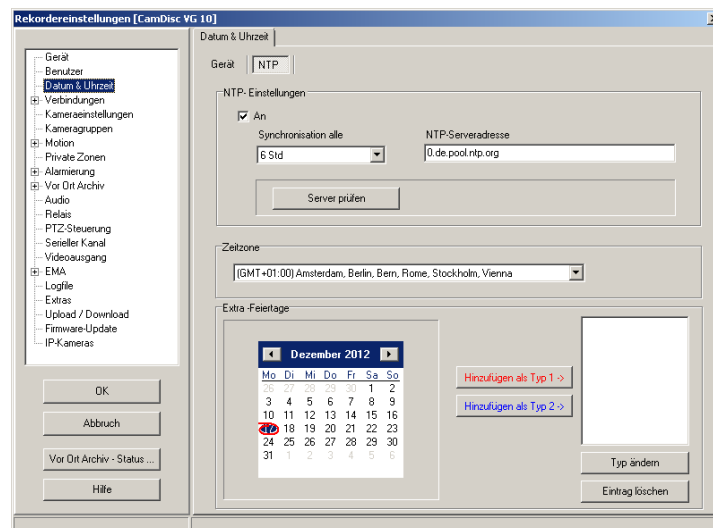 Rekordereinstellungen [CamDisc VG 10]
Gerät
Benutzer
Datum & Uhrzeit
Verbindungen
Kameraeinstellungen
Kameragruppen
Motion
Private Zonen
Alarmierung
Vor Ort Archiv
Audio
Relais
PTZ-Steuerung
Serieller Kanal
Videoausgang
EMA
Logfile
Extras
Upload / Download
Firmware-Update
IP-Kameras
OK
Abbruch
Vor Ort Archiv - Status ...
Hilfe
Datum & Uhrzeit
Gerät NTP
NTP- Einstellungen
An
Synchronisation alle NTP-Serveradresse
6 Std 0.de.pool.ntp.org
Server prüfen
Zeitzone
(GMT+01:00) Amsterdam, Berlin, Bern, Rome, Stockholm, Vienna
Extra -Feiertage
Dezember 2012
Mo Di Mi Do Fr Sa So
26 27 28 29 30 1 2
3 4 5 6 7 8 9
10 11 12 13 14 15 16
17 18 19 20 21 22 23
24 25 26 27 28 29 30
31 1 2 3 4 5 6
Hinzufügen als Typ 1 ->
Hinzufügen als Typ 2 ->
Typ ändern
Eintrag löschen